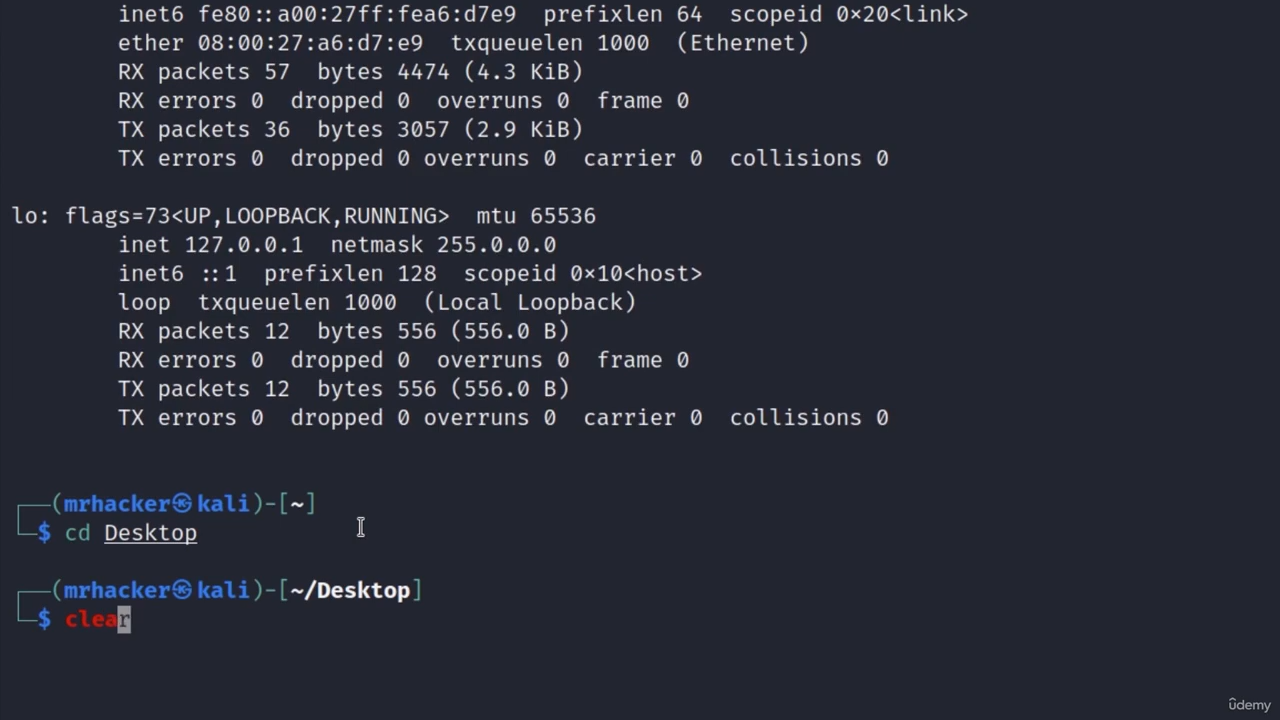 inet6 fe80::a00:27ff:fea6:d7e9  prefixlen 64  scopeid 0×20<link>
ether 08:00:27:a6:d7:e9  txqueuelen 1000  (Ethernet)
RX packets 57  bytes 4474 (4.3 KiB)
RX errors 0  dropped 0  overruns 0  frame 0
TX packets 36  bytes 3057 (2.9 KiB)
TX errors 0  dropped 0 overruns 0  carrier 0  collisions 0
lo: flags=73<UP,LOOPBACK,RUNNING>  mtu 65536
inet 127.0.0.1  netmask 255.0.0.0
inet6 ::1  prefixlen 128  scopeid 0×10<host>
loop  txqueuelen 1000  (Local Loopback)
RX packets 12  bytes 556 (556.0 B)
RX errors 0  dropped 0  overruns 0  frame 0
TX packets 12  bytes 556 (556.0 B)
TX errors 0  dropped 0 overruns 0  carrier 0  collisions 0
┌──(mrhacker㉿kali)-[~]
└─$ cd Desktop
┌──(mrhacker㉿kali)-[~/Desktop]
└─$ clear
ûdemy